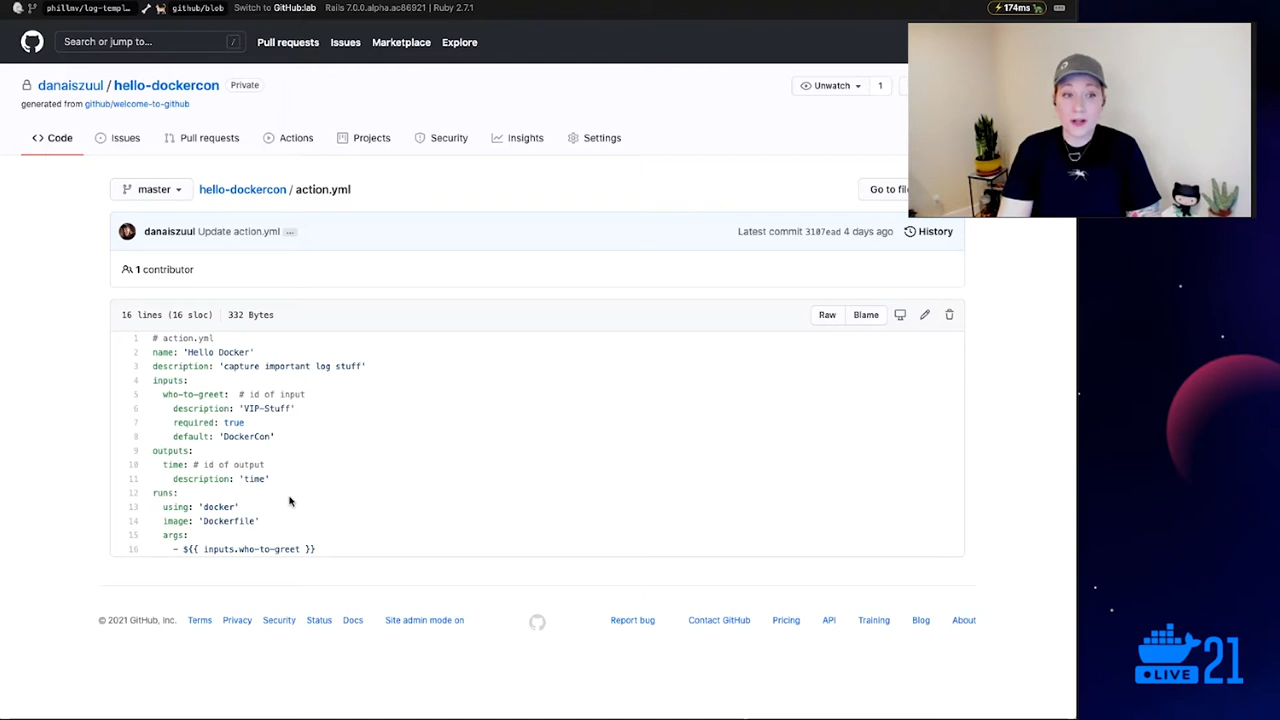 phillmv/log-templ… github/blob Switch to GitHub:lab Rails 7.0.0.alpha.ac86921 | Ruby 2.7.1 174ms
Search or jump to… / Pull requests Issues Marketplace Explore
danaiszuul / hello-dockercon Private Unwatch 1
generated from github/welcome-to-github
Code Issues Pull requests Actions Projects Security Insights Settings
master hello-dockercon / action.yml Go to fil
danaiszuul Update action.yml … Latest commit 3107ead 4 days ago History
1 contributor
16 lines (16 sloc) 332 Bytes Raw Blame
1 # action.yml
2 name: 'Hello Docker'
3 description: 'capture important log stuff'
4 inputs:
5 who-to-greet: # id of input
6 description: 'VIP-Stuff'
7 required: true
8 default: 'DockerCon'
9 outputs:
10 time: # id of output
11 description: 'time'
12 runs:
13 using: 'docker'
14 image: 'Dockerfile'
15 args:
16 - ${{ inputs.who-to-greet }}
© 2021 GitHub, Inc. Terms Privacy Security Status Docs Site admin mode on Report bug Contact GitHub Pricing API Training Blog About
LIVE 21